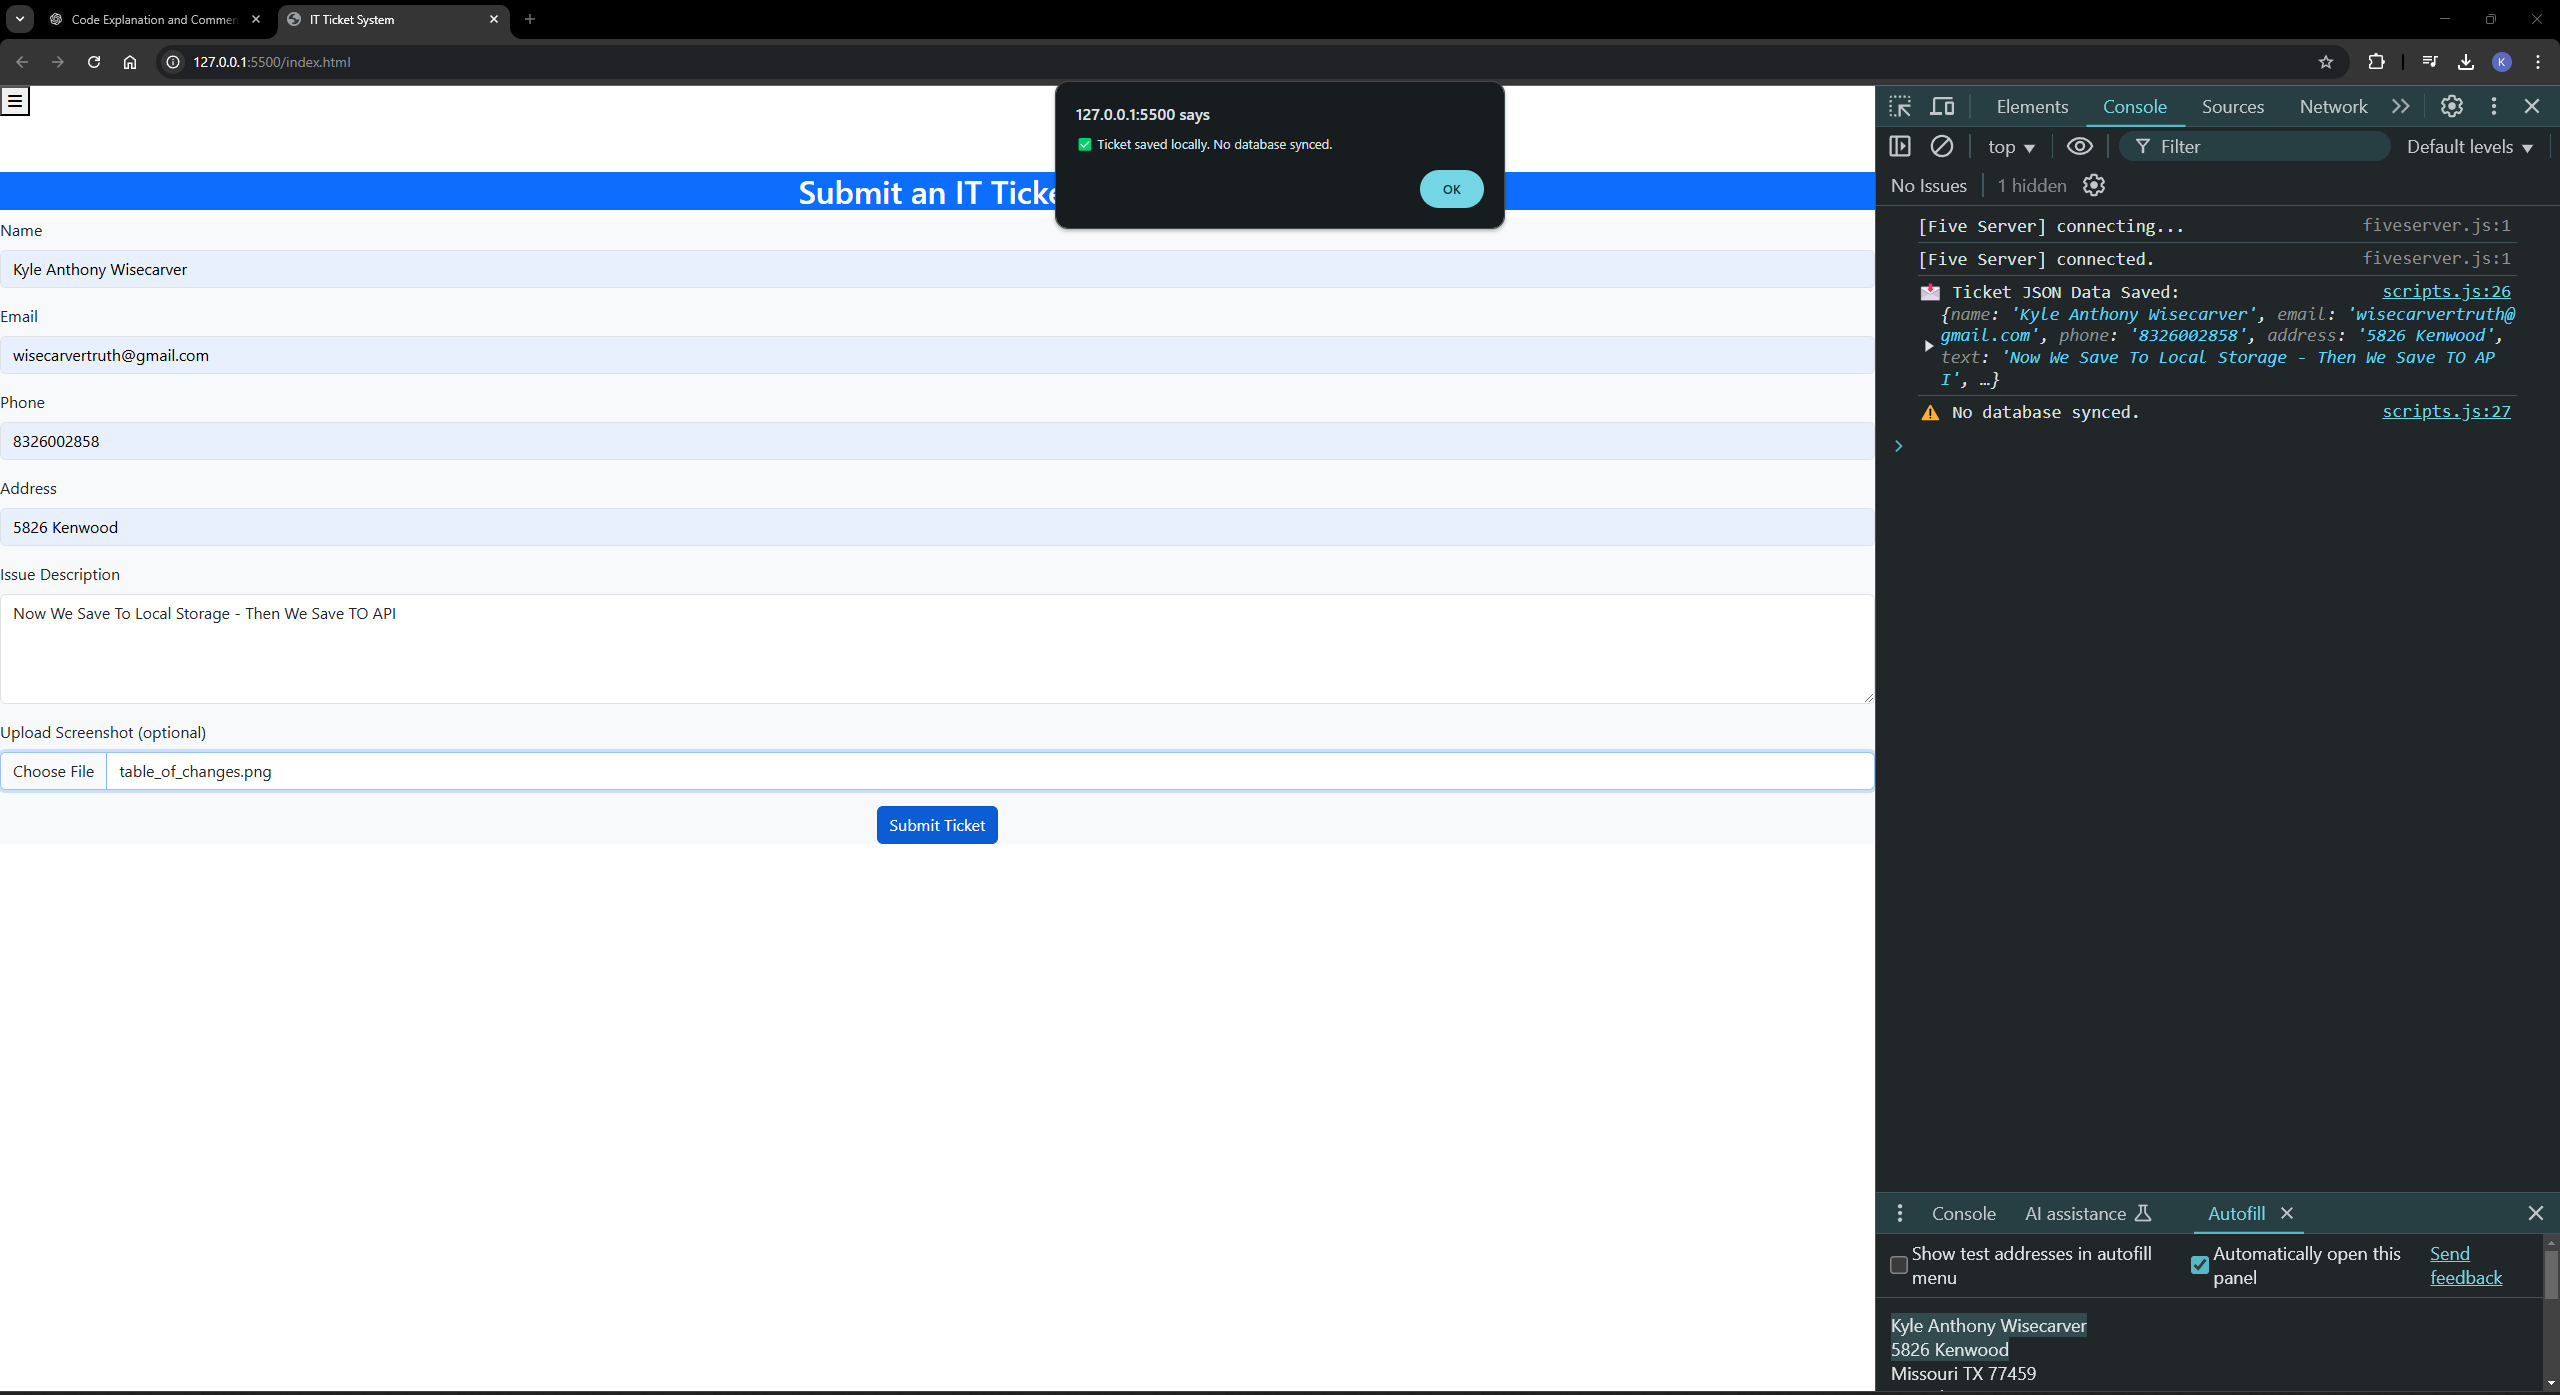 Code Explanation and Commen
IT Ticket System
127.0.0.1:5500/index.html
127.0.0.1:5500 says
✅ Ticket saved locally. No database synced.
OK
Submit an IT Ticke
Name
Kyle Anthony Wisecarver
Email
wisecarvertruth@gmail.com
Phone
8326002858
Address
5826 Kenwood
Issue Description
Now We Save To Local Storage - Then We Save TO API
Upload Screenshot (optional)
Choose File table_of_changes.png
Submit Ticket
Elements Console Sources Network
top Filter Default levels
No Issues 1 hidden
[Five Server] connecting... fiveserver.js:1
[Five Server] connected. fiveserver.js:1
📩 Ticket JSON Data Saved: scripts.js:26
{name: 'Kyle Anthony Wisecarver', email: 'wisecarvertruth@
gmail.com', phone: '8326002858', address: '5826 Kenwood',
text: 'Now We Save To Local Storage - Then We Save TO AP
I', …}
⚠️ No database synced. scripts.js:27
Console AI assistance Autofill
Show test addresses in autofill
menu
Automatically open this
panel
Send
feedback
Kyle Anthony Wisecarver
5826 Kenwood
Missouri TX 77459
K